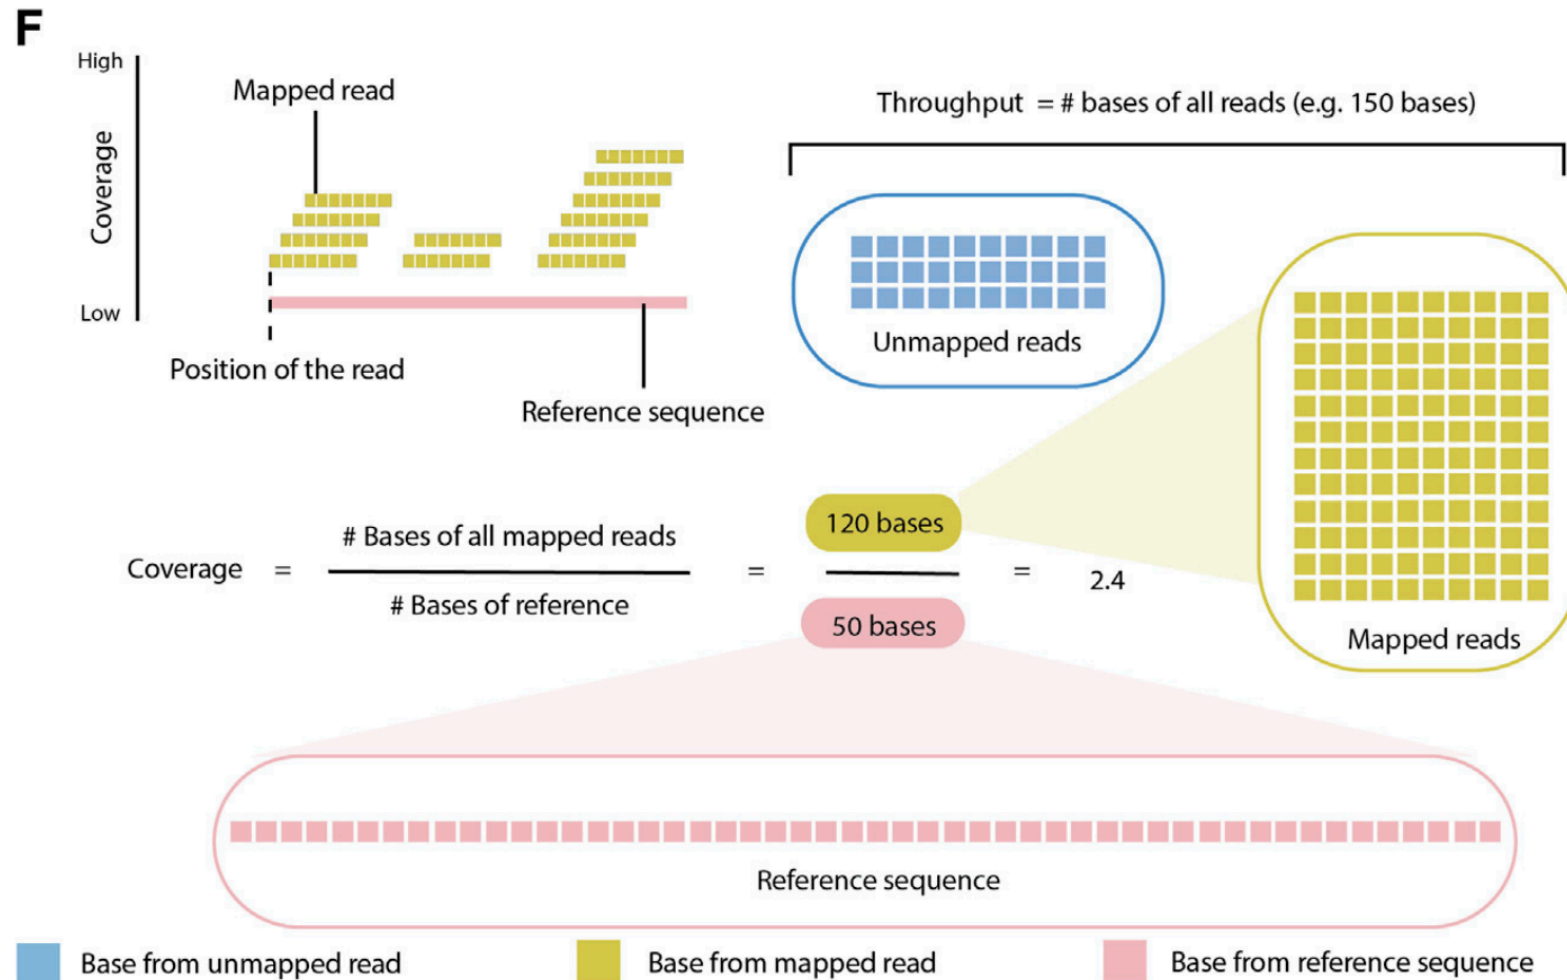 F
High
Coverage
Low
Mapped read
Position of the read
Reference sequence
Throughput = # bases of all reads (e.g. 150 bases)
Unmapped reads
Mapped reads
Coverage = # Bases of all mapped reads
# Bases of reference
= 120 bases
50 bases
= 2.4
Reference sequence
Base from unmapped read
Base from mapped read
Base from reference sequence